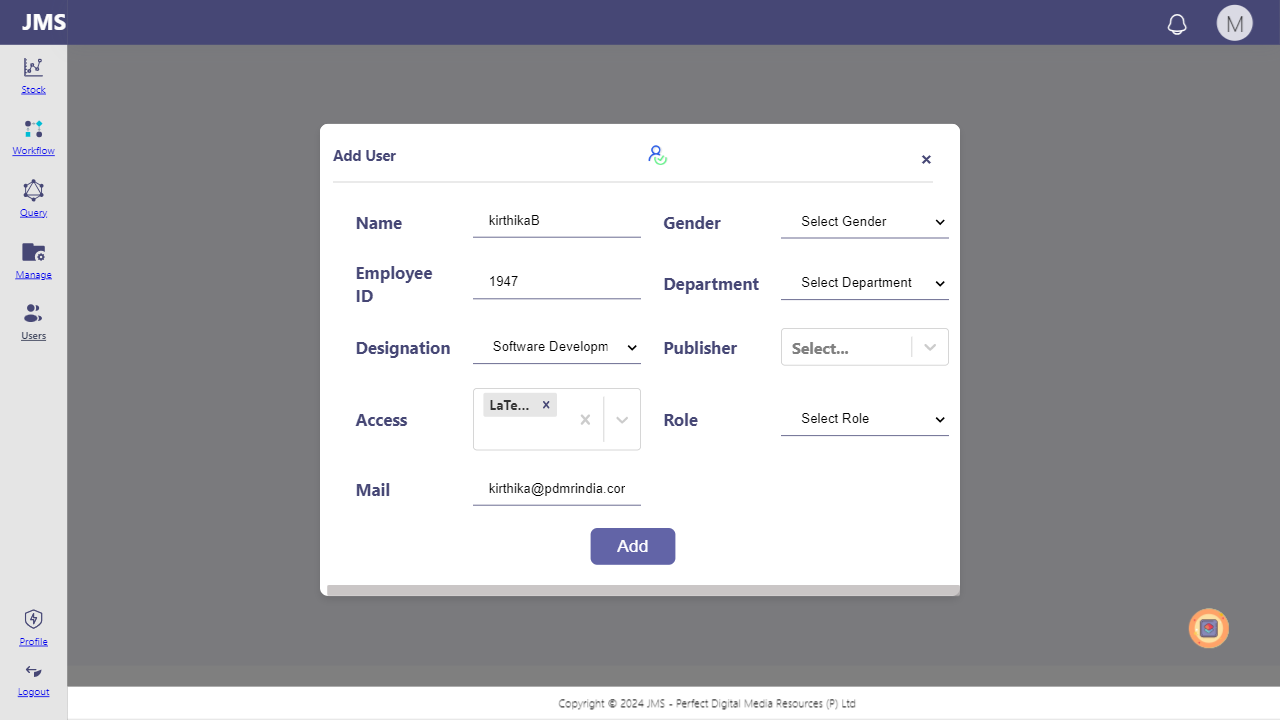 JMS
M
Stock
Workflow
Query
Manage
Users
Profile
Logout
Add User
×
Name
kirthikaB
Gender
Select Gender
Employee
ID
1947
Department
Select Department
Designation
Software Developm
Publisher
Select...
Access
LaTe...
Role
Select Role
Mail
kirthika@pdmrindia.cor
Add
Copyright © 2024 JMS - Perfect Digital Media Resources (P) Ltd